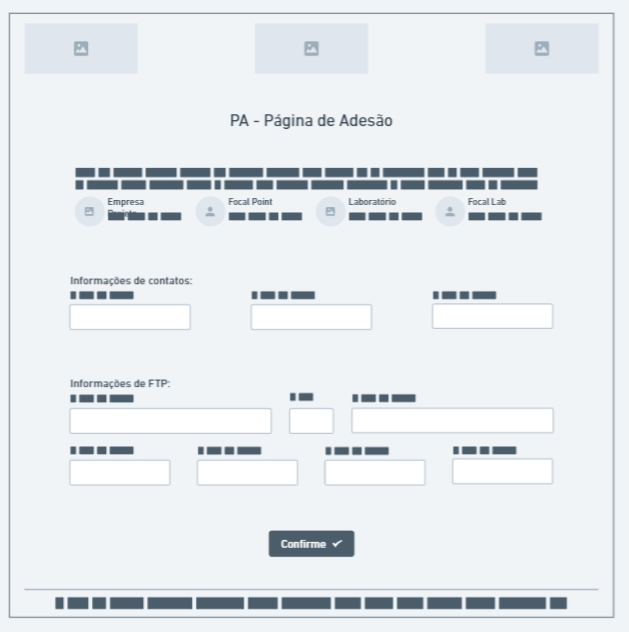 PA - Página de Adesão
Empresa
Projeto
Focal Point
Laboratório
Focal Lab
Informações de contatos:
Informações de FTP:
Confirme